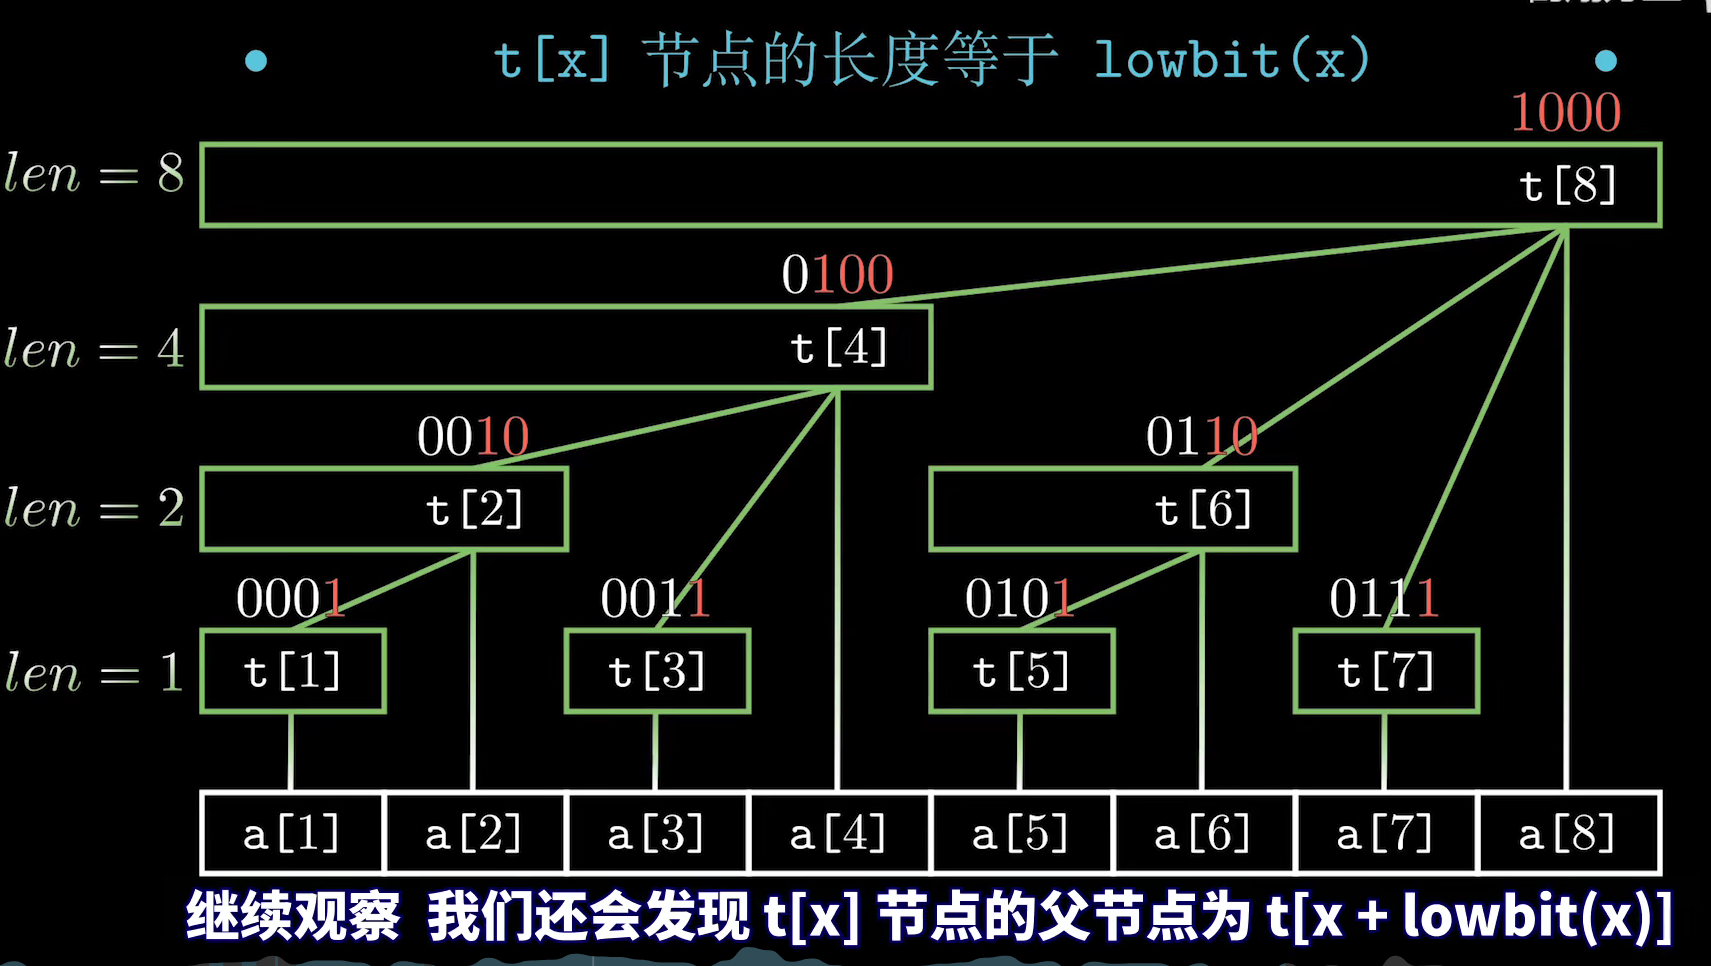 t[x] 节点的长度等于 lowbit(x)
1000
len = 8
t[8]
0100
len = 4
t[4]
0010 0110
len = 2
t[2] t[6]
0001 0011 0101 0111
len = 1
t[1] t[3] t[5] t[7]
a[1] a[2] a[3] a[4] a[5] a[6] a[7] a[8]
继续观察 我们还会发现 t[x] 节点的父节点为 t[x + lowbit(x)]